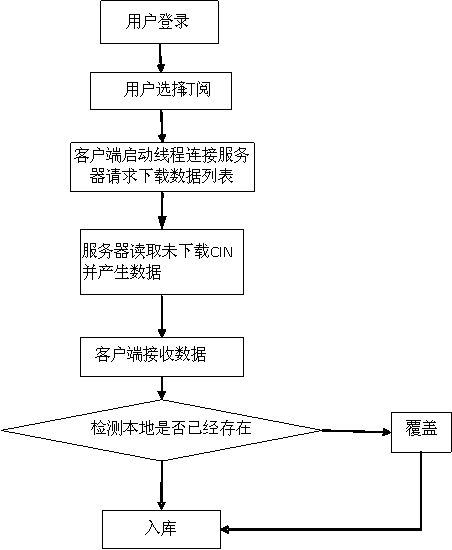 用户登录
用户选择订阅
客户端启动线程连接服务
器请求下载数据列表
服务器读取未下载CIN
并产生数据
客户端接收数据
检测本地是否已经存在
覆盖
入库